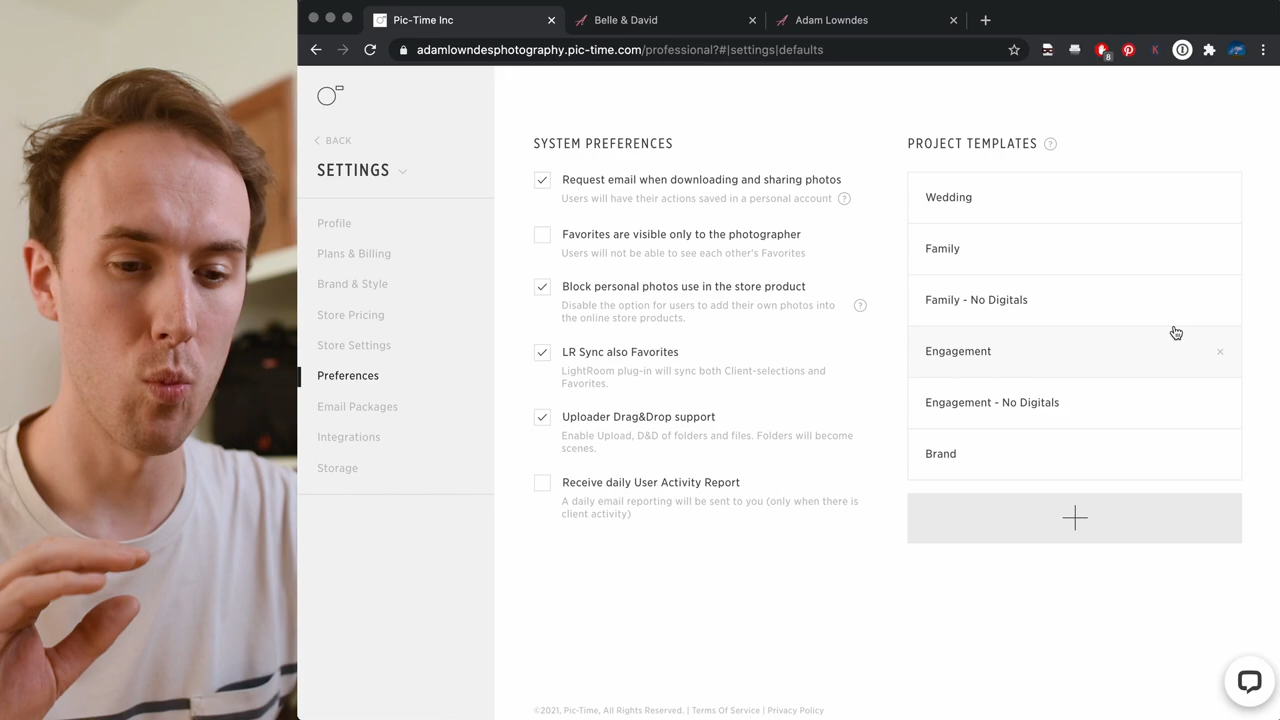 Pic-Time Inc
Belle & David
Adam Lowndes
adamlowndesphotography.pic-time.com/professional?#|settings|defaults
8
K
BACK
SETTINGS
Profile
Plans & Billing
Brand & Style
Store Pricing
Store Settings
Preferences
Email Packages
Integrations
Storage
SYSTEM PREFERENCES
Request email when downloading and sharing photos
Users will have their actions saved in a personal account ?
Favorites are visible only to the photographer
Users will not be able to see each other's Favorites
Block personal photos use in the store product
Disable the option for users to add their own photos into
the online store products. ?
LR Sync also Favorites
LightRoom plug-in will sync both Client-selections and
Favorites.
Uploader Drag&Drop support
Enable Upload, D&D of folders and files. Folders will become
scenes.
Receive daily User Activity Report
A daily email reporting will be sent to you (only when there is
client activity)
PROJECT TEMPLATES ?
Wedding
Family
Family - No Digitals
Engagement
Engagement - No Digitals
Brand
©2021, Pic-Time, All Rights Reserved. | Terms Of Service | Privacy Policy